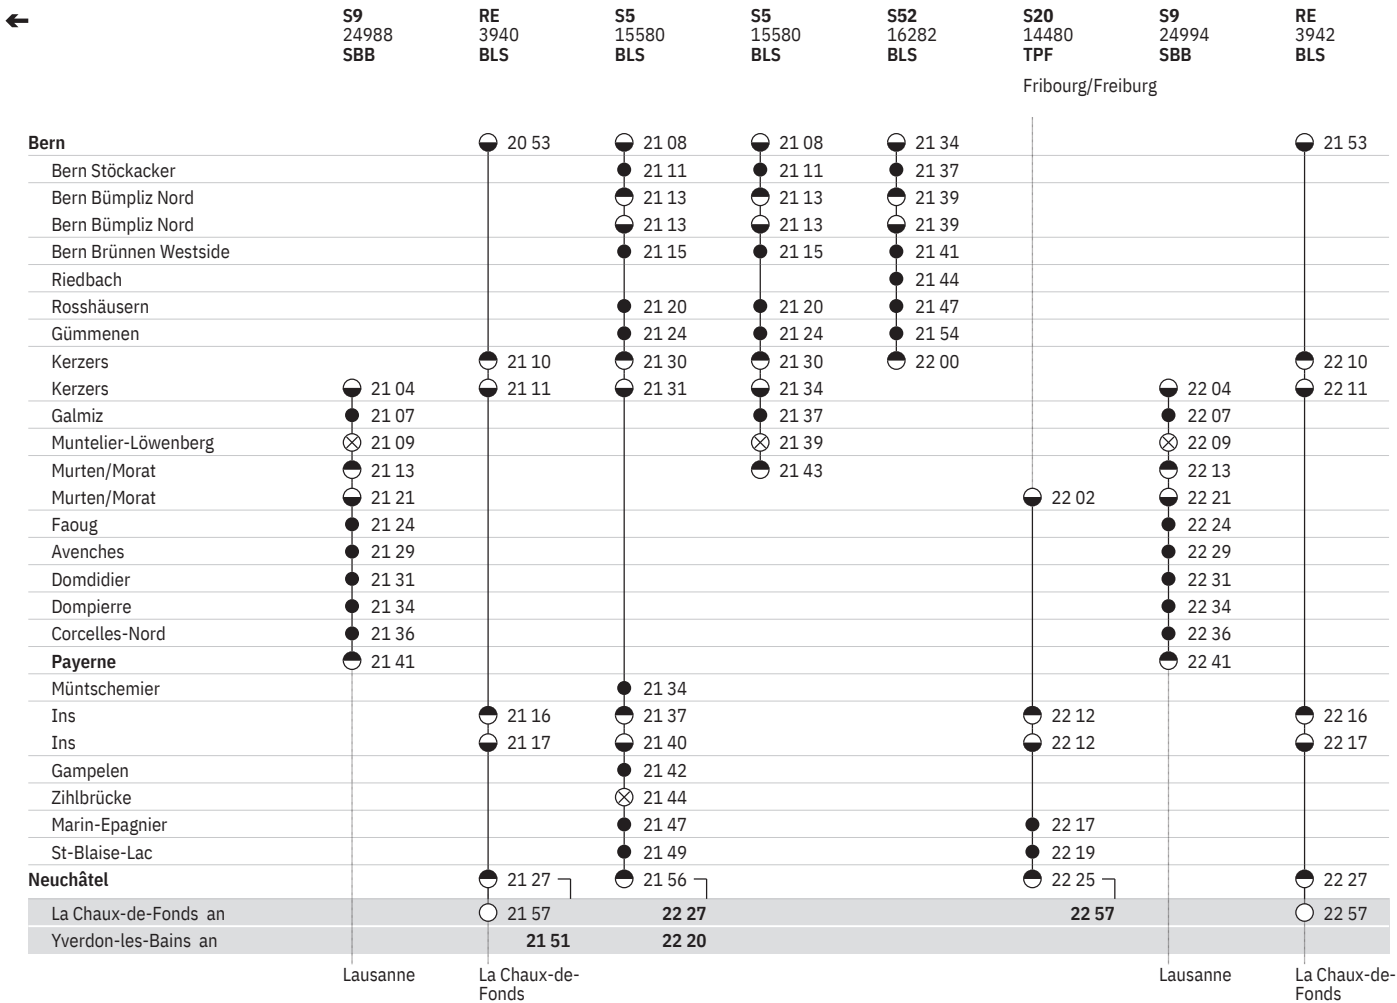 S9 RE S5 S5 S52 S20 S9 RE
24988 3940 15580 15580 16282 14480 24994 3942
SBB BLS BLS BLS BLS TPF SBB BLS
Fribourg/Freiburg
Bern 20 53 21 08 21 08 21 34 21 53
Bern Stöckacker 21 11 21 11 21 37
Bern Bümpliz Nord 21 13 21 13 21 39
Bern Bümpliz Nord 21 13 21 13 21 39
Bern Brünnen Westside 21 15 21 15 21 41
Riedbach 21 44
Rosshäusern 21 20 21 20 21 47
Gümmenen 21 24 21 24 21 54
Kerzers 21 10 21 30 21 30 22 00 22 10
Kerzers 21 04 21 11 21 31 21 34 22 04 22 11
Galmiz 21 07 21 37 22 07
Muntelier-Löwenberg 21 09 21 39 22 09
Murten/Morat 21 13 21 43 22 13
Murten/Morat 21 21 22 02 22 21
Faoug 21 24 22 24
Avenches 21 29 22 29
Domdidier 21 31 22 31
Dompierre 21 34 22 34
Corcelles-Nord 21 36 22 36
Payerne 21 41 22 41
Müntschemier 21 34
Ins 21 16 21 37 22 12 22 16
Ins 21 17 21 40 22 12 22 17
Gampelen 21 42
Zihlbrücke 21 44
Marin-Epagnier 21 47 22 17
St-Blaise-Lac 21 49 22 19
Neuchâtel 21 27 21 56 22 25 22 27
La Chaux-de-Fonds an 21 57 22 27 22 57 22 57
Yverdon-les-Bains an 21 51 22 20
Lausanne La Chaux-de- Lausanne La Chaux-de-
Fonds Fonds